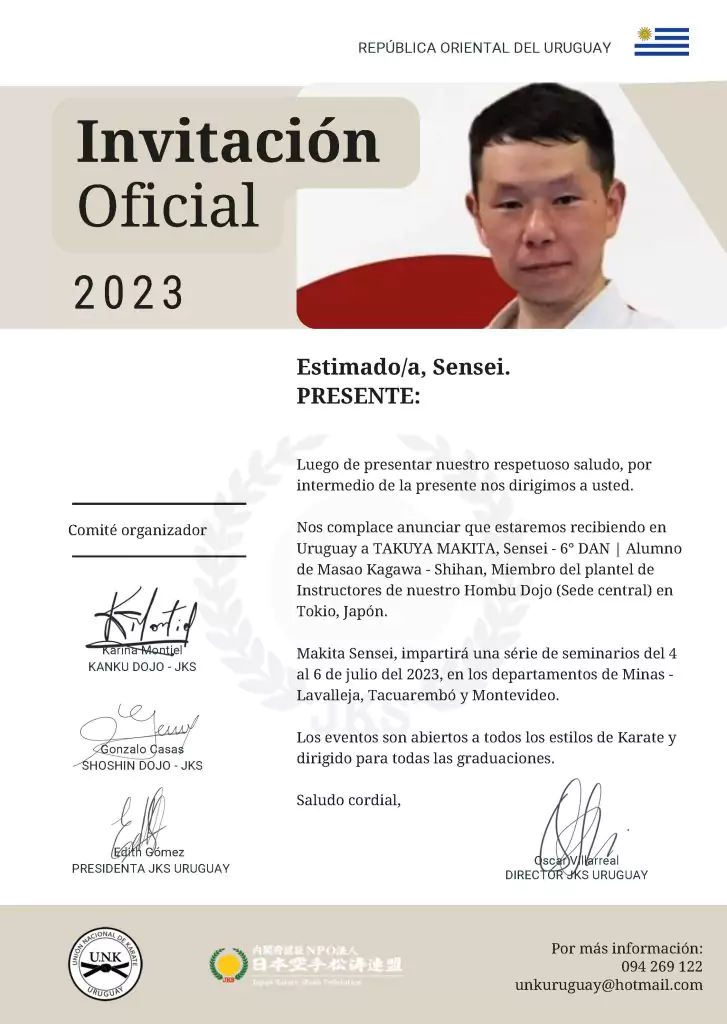 REPÚBLICA ORIENTAL DEL URUGUAY
Invitación
Oficial
2023
Estimado/a, Sensei.
PRESENTE:
Luego de presentar nuestro respetuoso saludo, por
intermedio de la presente nos dirigimos a usted.
Nos complace anunciar que estaremos recibiendo en
Uruguay a TAKUYA MAKITA, Sensei - 6° DAN | Alumno
de Masao Kagawa - Shihan, Miembro del plantel de
Instructores de nuestro Hombu Dojo (Sede central) en
Tokio, Japón.
Makita Sensei, impartirá una série de seminarios del 4
al 6 de julio del 2023, en los departamentos de Minas -
Lavalleja, Tacuarembó y Montevideo.
Los eventos son abiertos a todos los estilos de Karate y
dirigido para todas las graduaciones.
Saludo cordial,
JKS
Comité organizador
KMontiel
Karina Montiel
KANKU DOJO - JKS
Gonzalo Casas
SHOSHIN DOJO - JKS
Edith Gómez
PRESIDENTA JKS URUGUAY
Oscar Villarreal
DIRECTOR JKS URUGUAY
UNIÓN NACIONAL DE KARATE
U.N.K
URUGUAY
JKS
内閣府認証NPO法人
日本空手松涛連盟
Japan Karate Shoto Federation
Por más información:
094 269 122
unkuruguay@hotmail.com